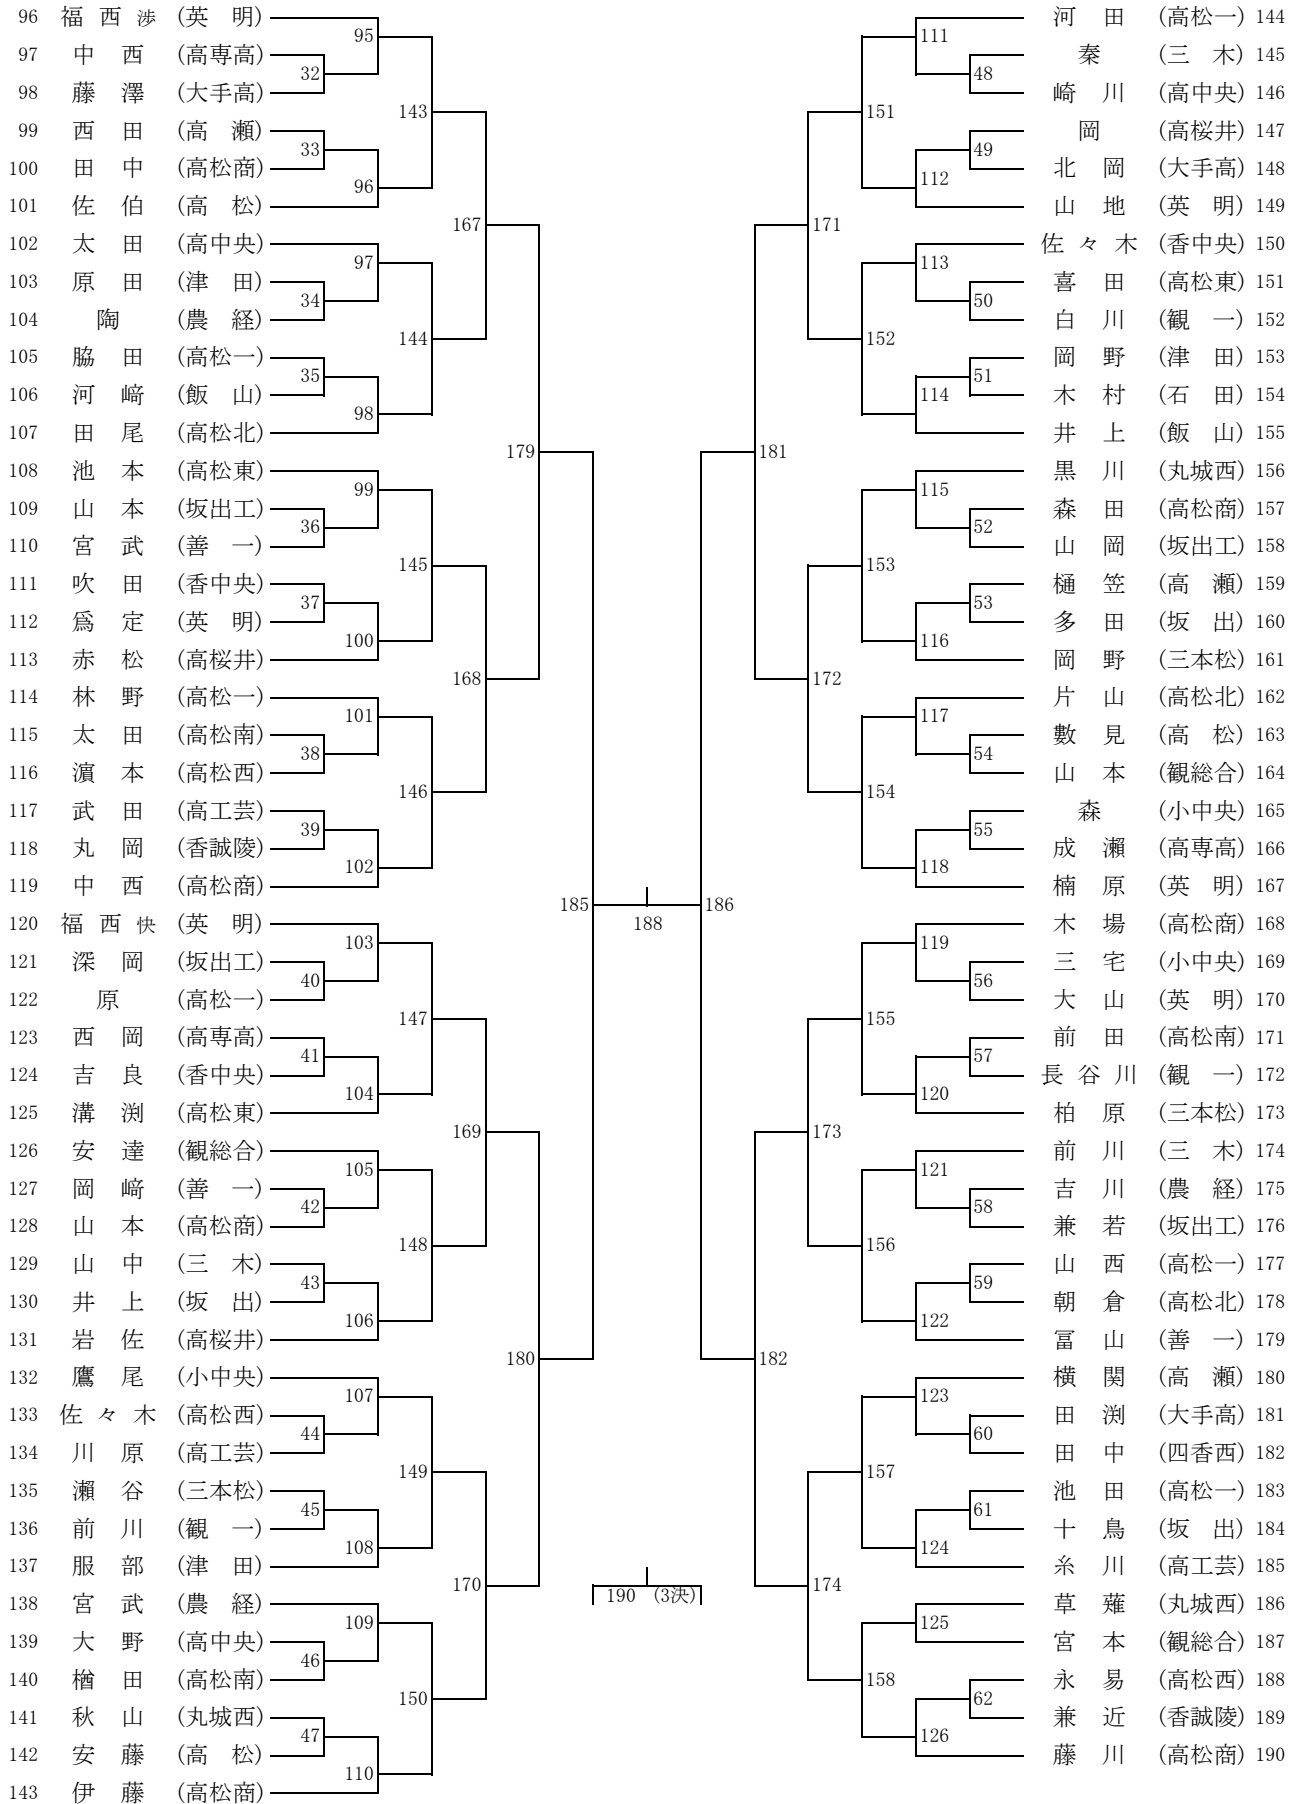 96 福西渉 (英 明)
97 中 西 (高専高)
98 藤 澤 (大手高)
99 西 田 (高 瀬)
100 田 中 (高松商)
101 佐 伯 (高 松)
102 太 田 (高中央)
103 原 田 (津 田)
104 陶 (農 経)
105 脇 田 (高松一)
106 河 﨑 (飯 山)
107 田 尾 (高松北)
108 池 本 (高松東)
109 山 本 (坂出工)
110 宮 武 (善 一)
111 吹 田 (香中央)
112 爲 定 (英 明)
113 赤 松 (高桜井)
114 林 野 (高松一)
115 太 田 (高松南)
116 濵 本 (高松西)
117 武 田 (高工芸)
118 丸 岡 (香誠陵)
119 中 西 (高松商)
120 福西快 (英 明)
121 深 岡 (坂出工)
122 原 (高松一)
123 西 岡 (高専高)
124 吉 良 (香中央)
125 溝 渕 (高松東)
126 安 達 (観総合)
127 岡 﨑 (善 一)
128 山 本 (高松商)
129 山 中 (三 木)
130 井 上 (坂 出)
131 岩 佐 (高桜井)
132 鷹 尾 (小中央)
133 佐々木 (高松西)
134 川 原 (高工芸)
135 瀬 谷 (三本松)
136 前 川 (観 一)
137 服 部 (津 田)
138 宮 武 (農 経)
139 大 野 (高中央)
140 楢 田 (高松南)
141 秋 山 (丸城西)
142 安 藤 (高 松)
143 伊 藤 (高松商)
32
33
34
35
36
37
38
39
40
41
42
43
44
45
46
47
95
96
97
98
99
100
101
102
103
104
105
106
107
108
109
110
143
144
145
146
147
148
149
150
167
168
169
170
179
180
185
188
190 (3決)
186
181
182
171
172
173
174
151
152
153
154
155
156
157
158
111
112
113
114
115
116
117
118
119
120
121
122
123
124
125
126
48
49
50
51
52
53
54
55
56
57
58
59
60
61
62
河 田 (高松一) 144
秦 (三 木) 145
崎 川 (高中央) 146
岡 (高桜井) 147
北 岡 (大手高) 148
山 地 (英 明) 149
佐々木 (香中央) 150
喜 田 (高松東) 151
白 川 (観 一) 152
岡 野 (津 田) 153
木 村 (石 田) 154
井 上 (飯 山) 155
黒 川 (丸城西) 156
森 田 (高松商) 157
山 岡 (坂出工) 158
樋 笠 (高 瀬) 159
多 田 (坂 出) 160
岡 野 (三本松) 161
片 山 (高松北) 162
數 見 (高 松) 163
山 本 (観総合) 164
森 (小中央) 165
成 瀬 (高専高) 166
楠 原 (英 明) 167
木 場 (高松商) 168
三 宅 (小中央) 169
大 山 (英 明) 170
前 田 (高松南) 171
長谷川 (観 一) 172
柏 原 (三本松) 173
前 川 (三 木) 174
吉 川 (農 経) 175
兼 若 (坂出工) 176
山 西 (高松一) 177
朝 倉 (高松北) 178
冨 山 (善 一) 179
横 関 (高 瀬) 180
田 渕 (大手高) 181
田 中 (四香西) 182
池 田 (高松一) 183
十 鳥 (坂 出) 184
糸 川 (高工芸) 185
草 薙 (丸城西) 186
宮 本 (観総合) 187
永 易 (高松西) 188
兼 近 (香誠陵) 189
藤 川 (高松商) 190